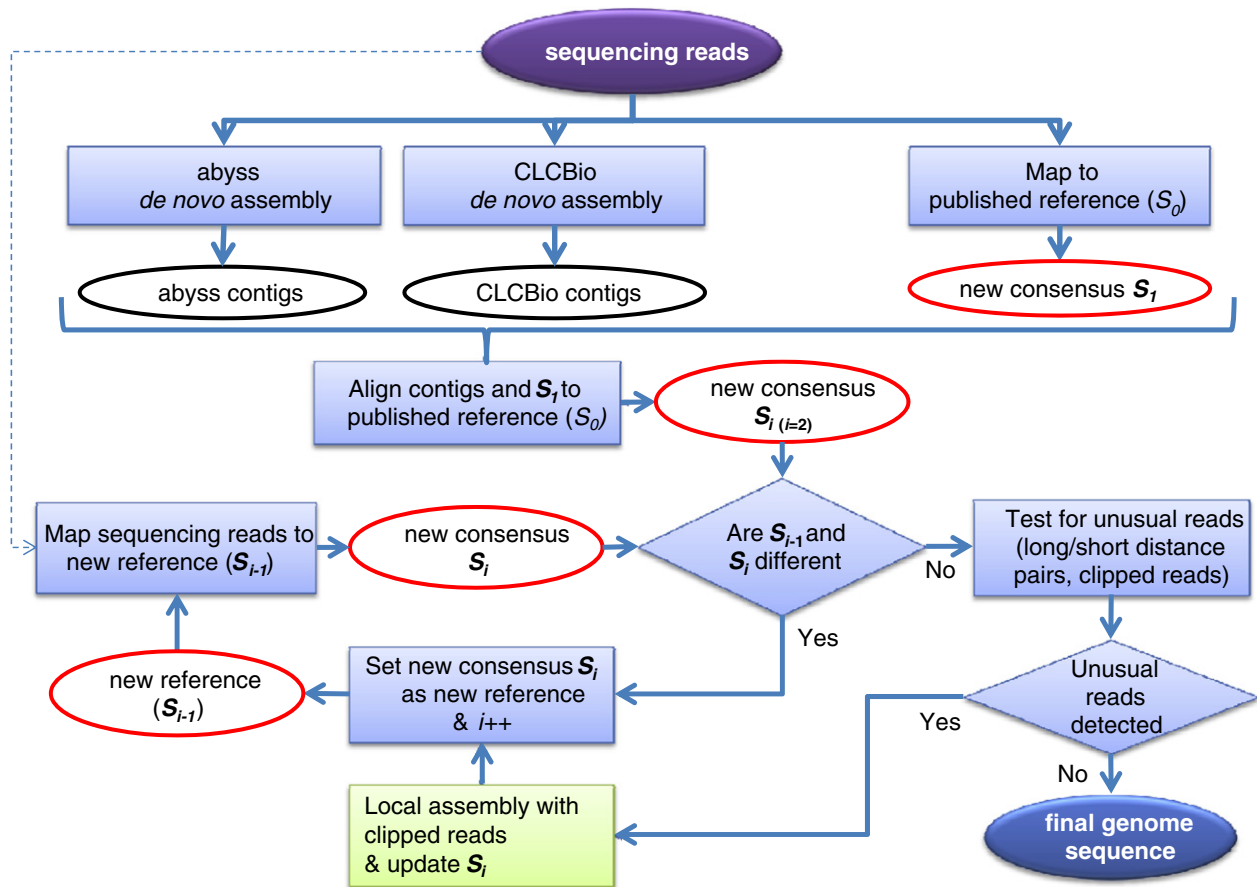 sequencing reads
abyss
de novo assembly
CLCBio
de novo assembly
Map to
published reference (S0)
abyss contigs
CLCBio contigs
new consensus S1
Align contigs and S1 to
published reference (S0)
new consensus
Si (i=2)
Map sequencing reads to
new reference (Si-1)
new consensus
Si
Are Si-1 and
Si different
No
Test for unusual reads
(long/short distance
pairs, clipped reads)
Yes
new reference
(Si-1)
Set new consensus Si
as new reference
& i++
Yes
Unusual
reads
detected
No
Local assembly with
clipped reads
& update Si
final genome
sequence